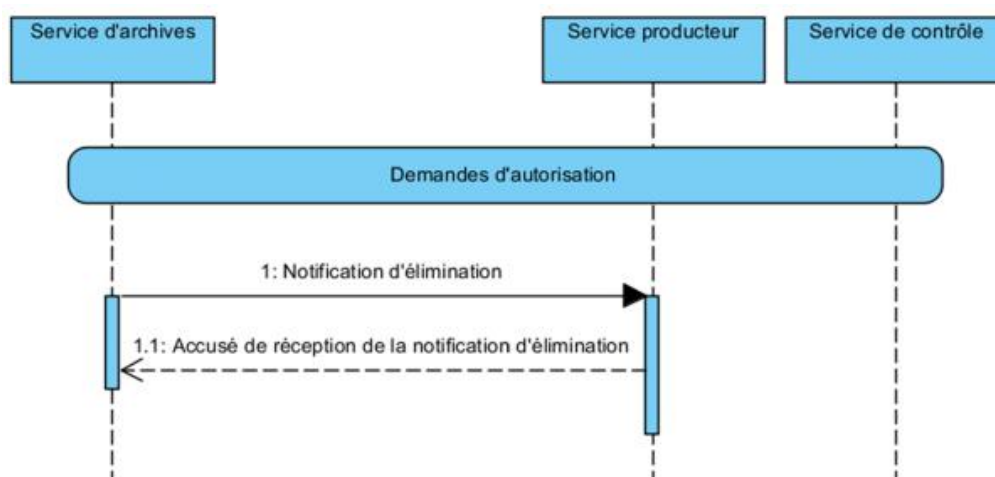 Service d'archives
Service producteur
Service de contrôle
Demandes d'autorisation
1: Notification d'élimination
1.1: Accusé de réception de la notification d'élimination